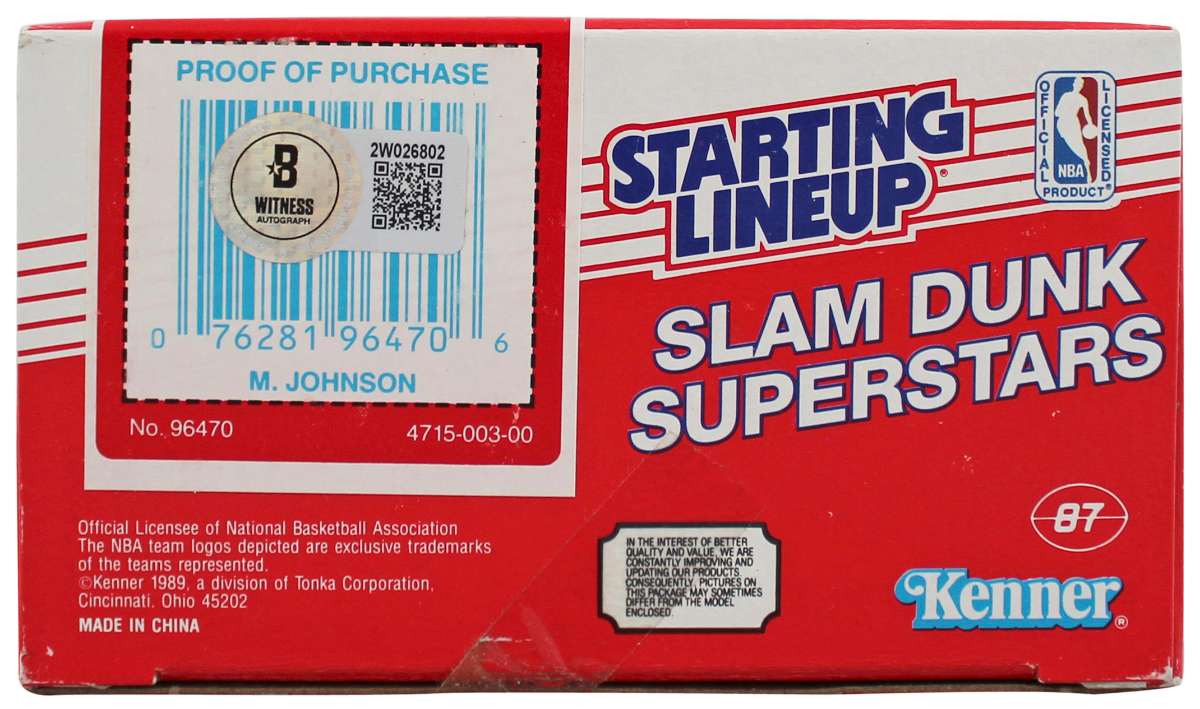 PROOF OF PURCHASE
B
WITNESS
AUTOGRAPH
2W026802
0 76281 96470 6
M. JOHNSON
No. 96470 4715-003-00
Official Licensee of National Basketball Association
The NBA team logos depicted are exclusive trademarks
of the teams represented.
©Kenner 1989, a division of Tonka Corporation,
Cincinnati, Ohio 45202
MADE IN CHINA
STARTING
LINEUP
OFFICIAL LICENSED
NBA
PRODUCT®
SLAM DUNK
SUPERSTARS
87
IN THE INTEREST OF BETTER
QUALITY AND VALUE, WE ARE
CONSTANTLY IMPROVING AND
UPDATING OUR PRODUCTS
CONSEQUENTLY, PICTURES ON
THIS PACKAGE MAY SOMETIMES
DIFFER FROM THE MODEL
ENCLOSED.
Kenner®